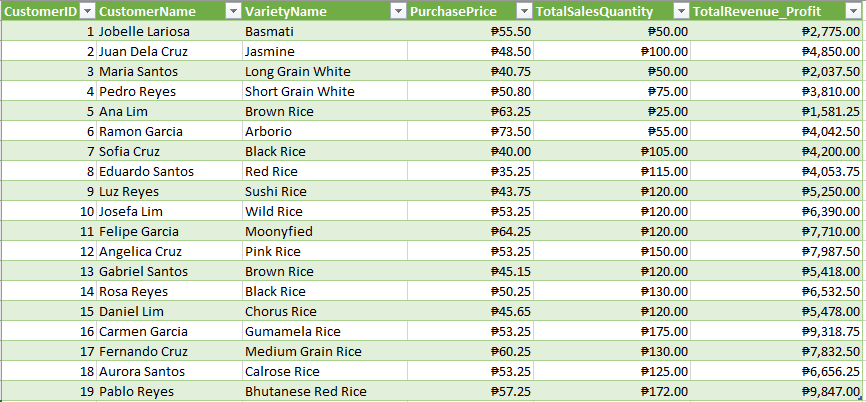 CustomerID CustomerName VarietyName PurchasePrice TotalSalesQuantity TotalRevenue_Profit
1 Jobelle Lariosa Basmati ₱55.50 ₱50.00 ₱2,775.00
2 Juan Dela Cruz Jasmine ₱48.50 ₱100.00 ₱4,850.00
3 Maria Santos Long Grain White ₱40.75 ₱50.00 ₱2,037.50
4 Pedro Reyes Short Grain White ₱50.80 ₱75.00 ₱3,810.00
5 Ana Lim Brown Rice ₱63.25 ₱25.00 ₱1,581.25
6 Ramon Garcia Arborio ₱73.50 ₱55.00 ₱4,042.50
7 Sofia Cruz Black Rice ₱40.00 ₱105.00 ₱4,200.00
8 Eduardo Santos Red Rice ₱35.25 ₱115.00 ₱4,053.75
9 Luz Reyes Sushi Rice ₱43.75 ₱120.00 ₱5,250.00
10 Josefa Lim Wild Rice ₱53.25 ₱120.00 ₱6,390.00
11 Felipe Garcia Moonyfied ₱64.25 ₱120.00 ₱7,710.00
12 Angelica Cruz Pink Rice ₱53.25 ₱150.00 ₱7,987.50
13 Gabriel Santos Brown Rice ₱45.15 ₱120.00 ₱5,418.00
14 Rosa Reyes Black Rice ₱50.25 ₱130.00 ₱6,532.50
15 Daniel Lim Chorus Rice ₱45.65 ₱120.00 ₱5,478.00
16 Carmen Garcia Gumamela Rice ₱53.25 ₱175.00 ₱9,318.75
17 Fernando Cruz Medium Grain Rice ₱60.25 ₱130.00 ₱7,832.50
18 Aurora Santos Calrose Rice ₱53.25 ₱125.00 ₱6,656.25
19 Pablo Reyes Bhutanese Red Rice ₱57.25 ₱172.00 ₱9,847.00